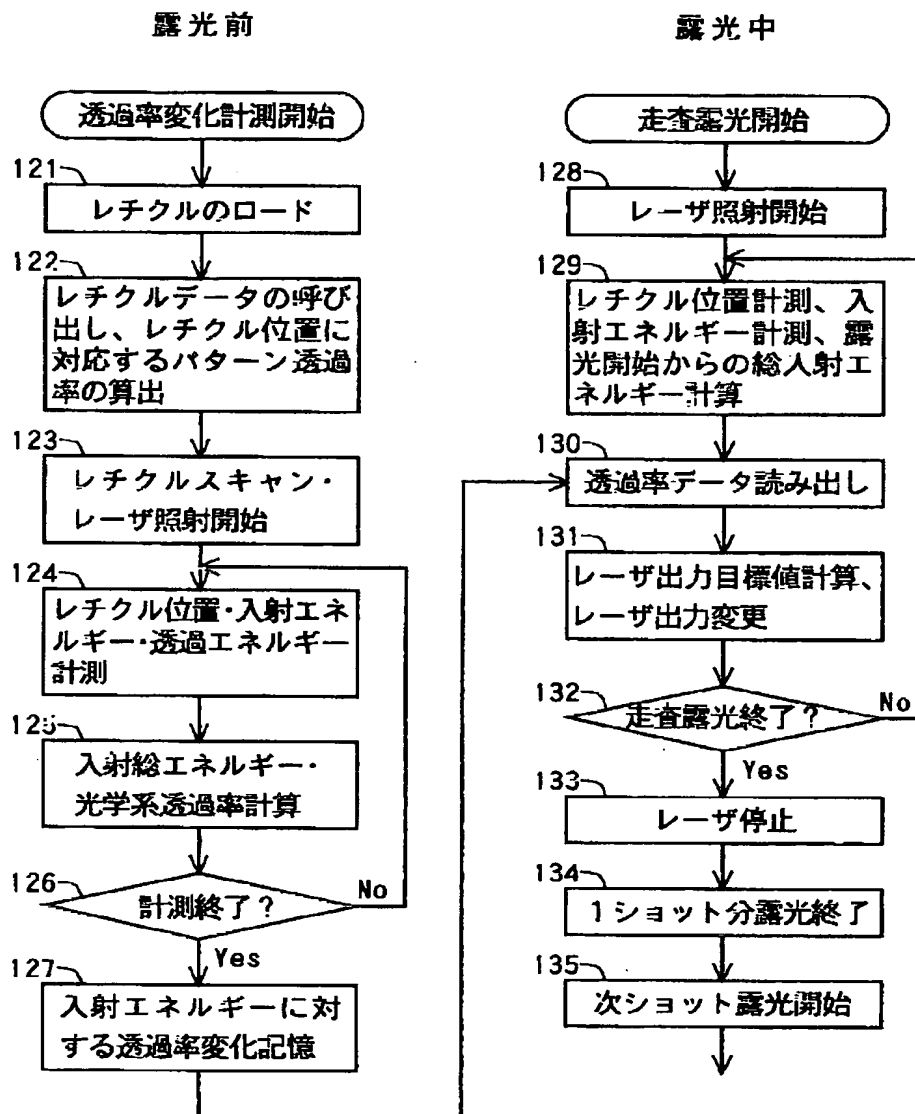 露光前
透過率変化計測開始
121
レチクルのロード
122
レチクルデータの呼び
出し、レチクル位置に
対応するパターン透過
率の算出
123
レチクルスキャン・
レーザ照射開始
124
レチクル位置・入射エネ
ルギー・透過エネルギー
計測
125
入射総エネルギー・
光学系透過率計算
126
計測終了?
No
Yes
127
入射エネルギーに対
する透過率変化記憶
露光中
走査露光開始
128
レーザ照射開始
129
レチクル位置計測、入
射エネルギー計測、露
光開始からの総入射エ
ネルギー計算
130
透過率データ読み出し
131
レーザ出力目標値計算、
レーザ出力変更
132
走査露光終了?
No
Yes
133
レーザ停止
134
1ショット分露光終了
135
次ショット露光開始